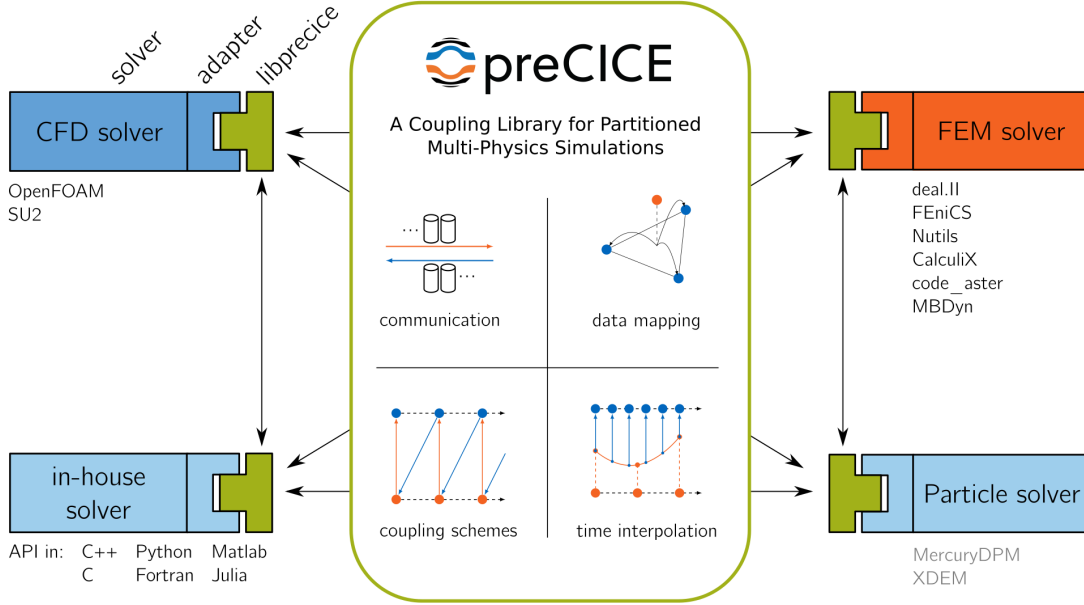 solver
adapter
libprecice
preCICE
A Coupling Library for Partitioned
Multi-Physics Simulations
CFD solver
OpenFOAM
SU2
FEM solver
deal.II
FEniCS
Nutils
CalculiX
code_aster
MBDyn
...
...
communication
data mapping
coupling schemes
time interpolation
in-house
solver
API in: C++ Python Matlab
C Fortran Julia
Particle solver
MercuryDPM
XDEM